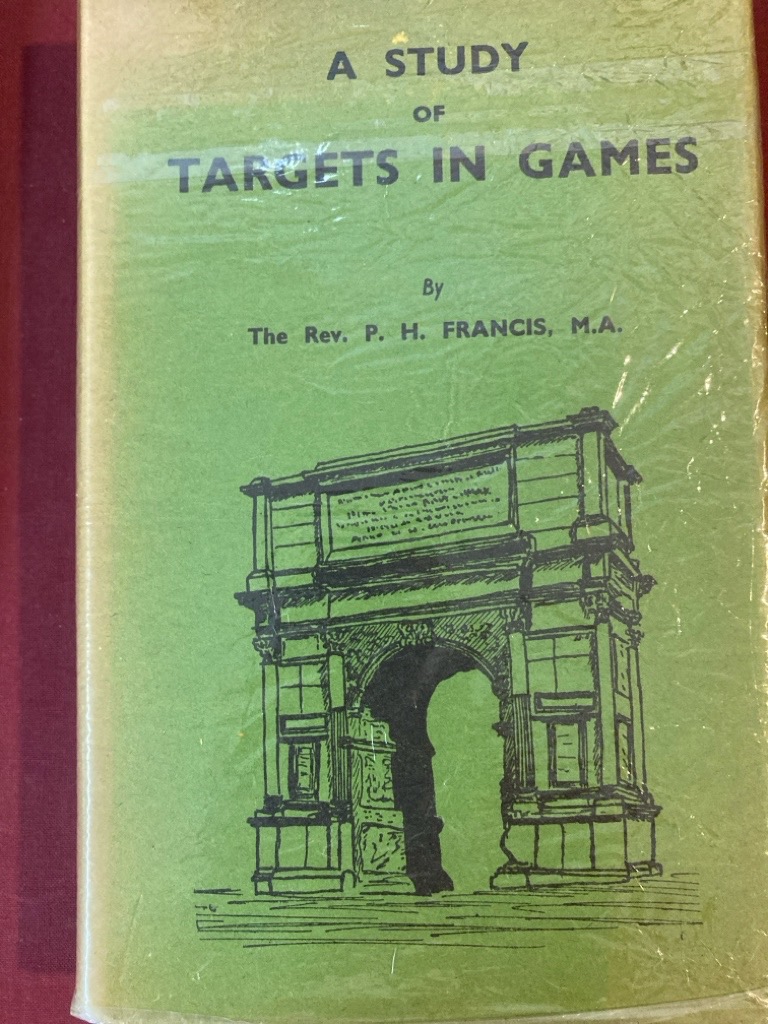 A STUDY
OF
TARGETS IN GAMES
By
The Rev. P. H. FRANCIS, M.A.